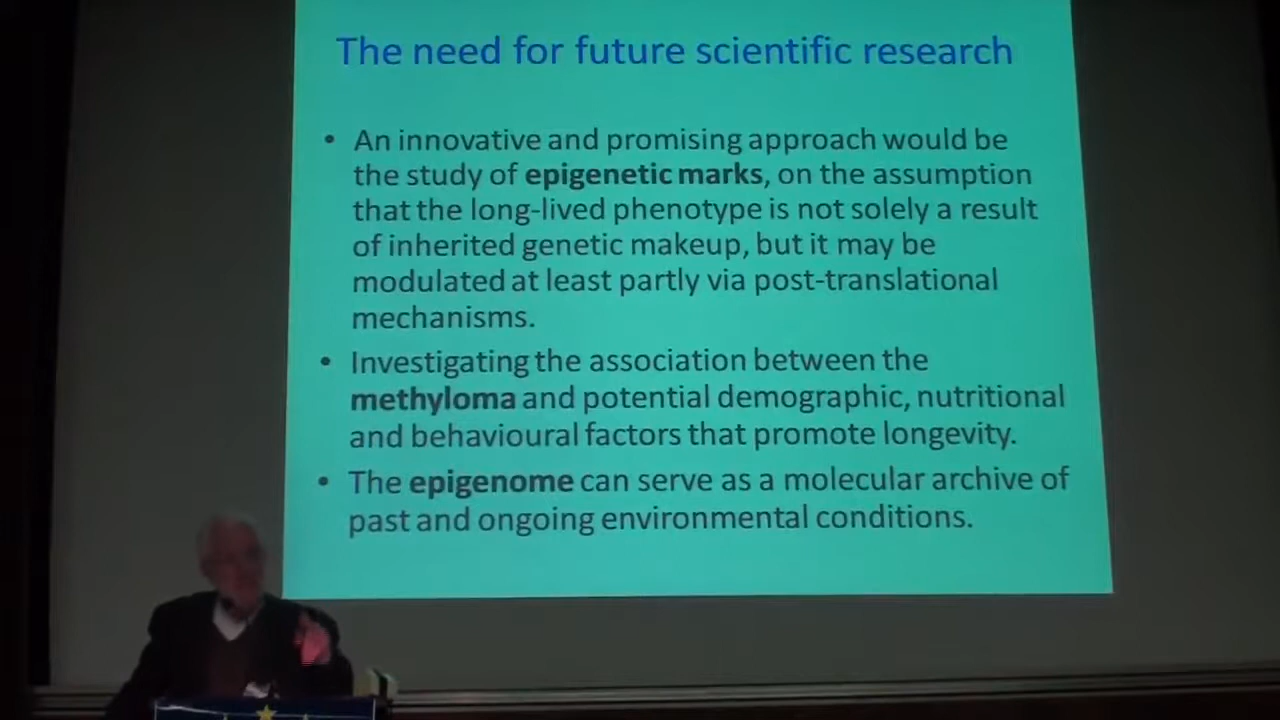 The need for future scientific research
• An innovative and promising approach would be
the study of epigenetic marks, on the assumption
that the long-lived phenotype is not solely a result
of inherited genetic makeup, but it may be
modulated at least partly via post-translational
mechanisms.
• Investigating the association between the
methyloma and potential demographic, nutritional
and behavioural factors that promote longevity.
• The epigenome can serve as a molecular archive of
past and ongoing environmental conditions.